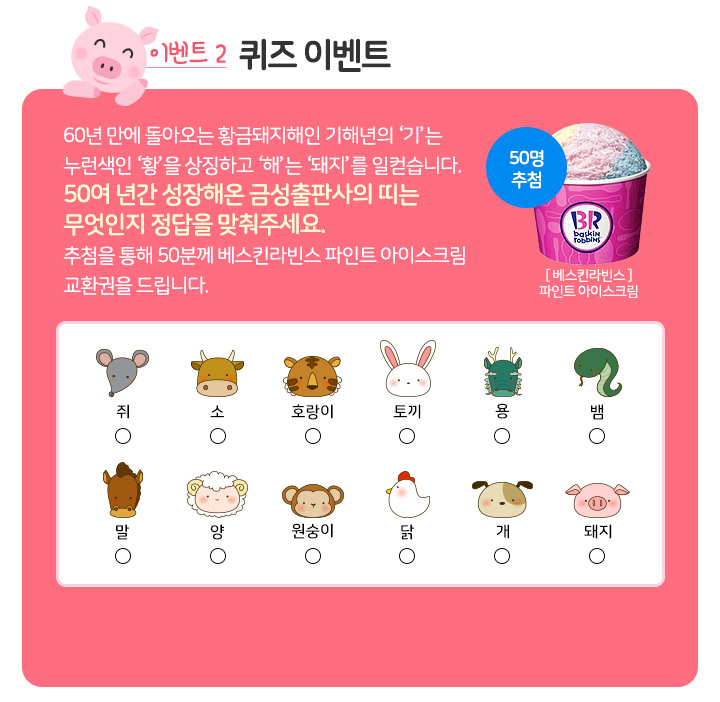 이벤트 2 퀴즈 이벤트
60년 만에 돌아오는 황금돼지해인 기해년의 ‘기’는
누런색인 ‘황’을 상징하고 ‘해’는 ‘돼지’를 일컫습니다.
50여 년간 성장해온 금성출판사의 띠는
무엇인지 정답을 맞춰주세요.
추첨을 통해 50분께 베스킨라빈스 파인트 아이스크림
교환권을 드립니다.
50명
추첨
BR
baskin
robbins
[ 베스킨라빈스 ]
파인트 아이스크림
쥐 소 호랑이 토끼 용 뱀
말 양 원숭이 닭 개 돼지